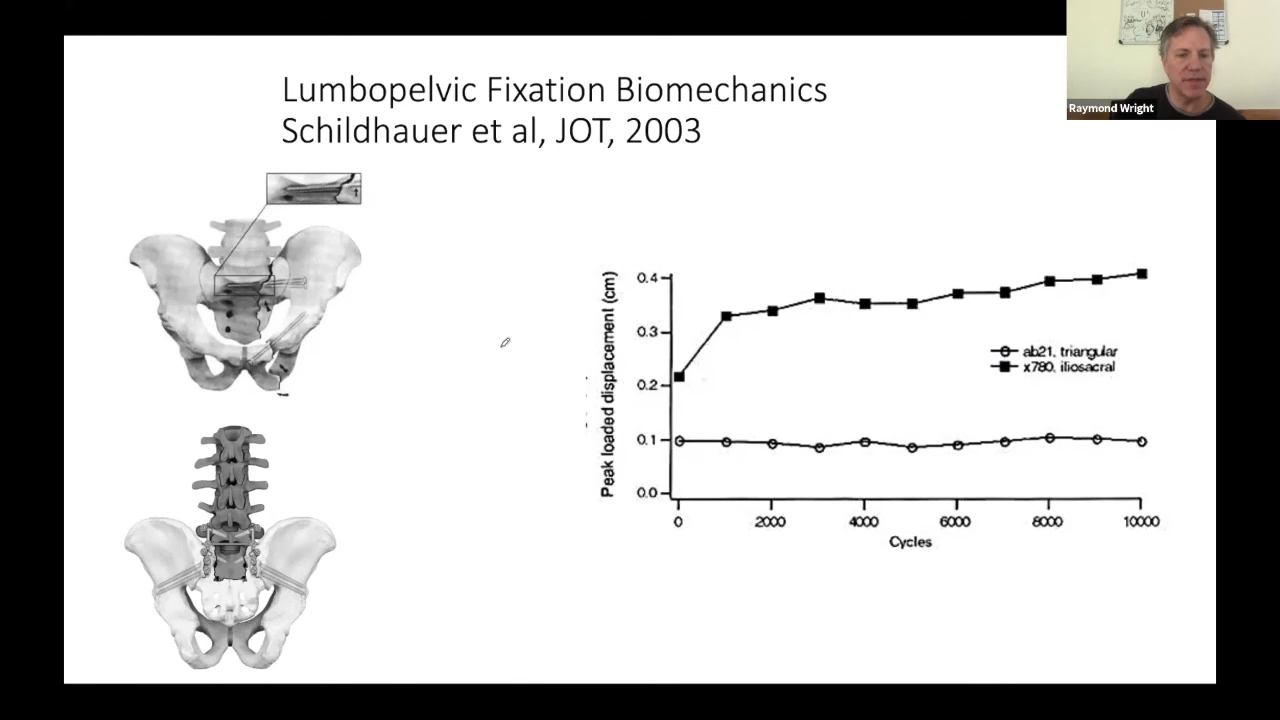 Lumbopelvic Fixation Biomechanics
Schildhauer et al, JOT, 2003
Raymond Wright
Peak loaded displacement (cm)
0.4
0.3
0.2
0.1
0.0
ab21, triangular
x780, iliosacral
0 2000 4000 6000 8000 10000
Cycles